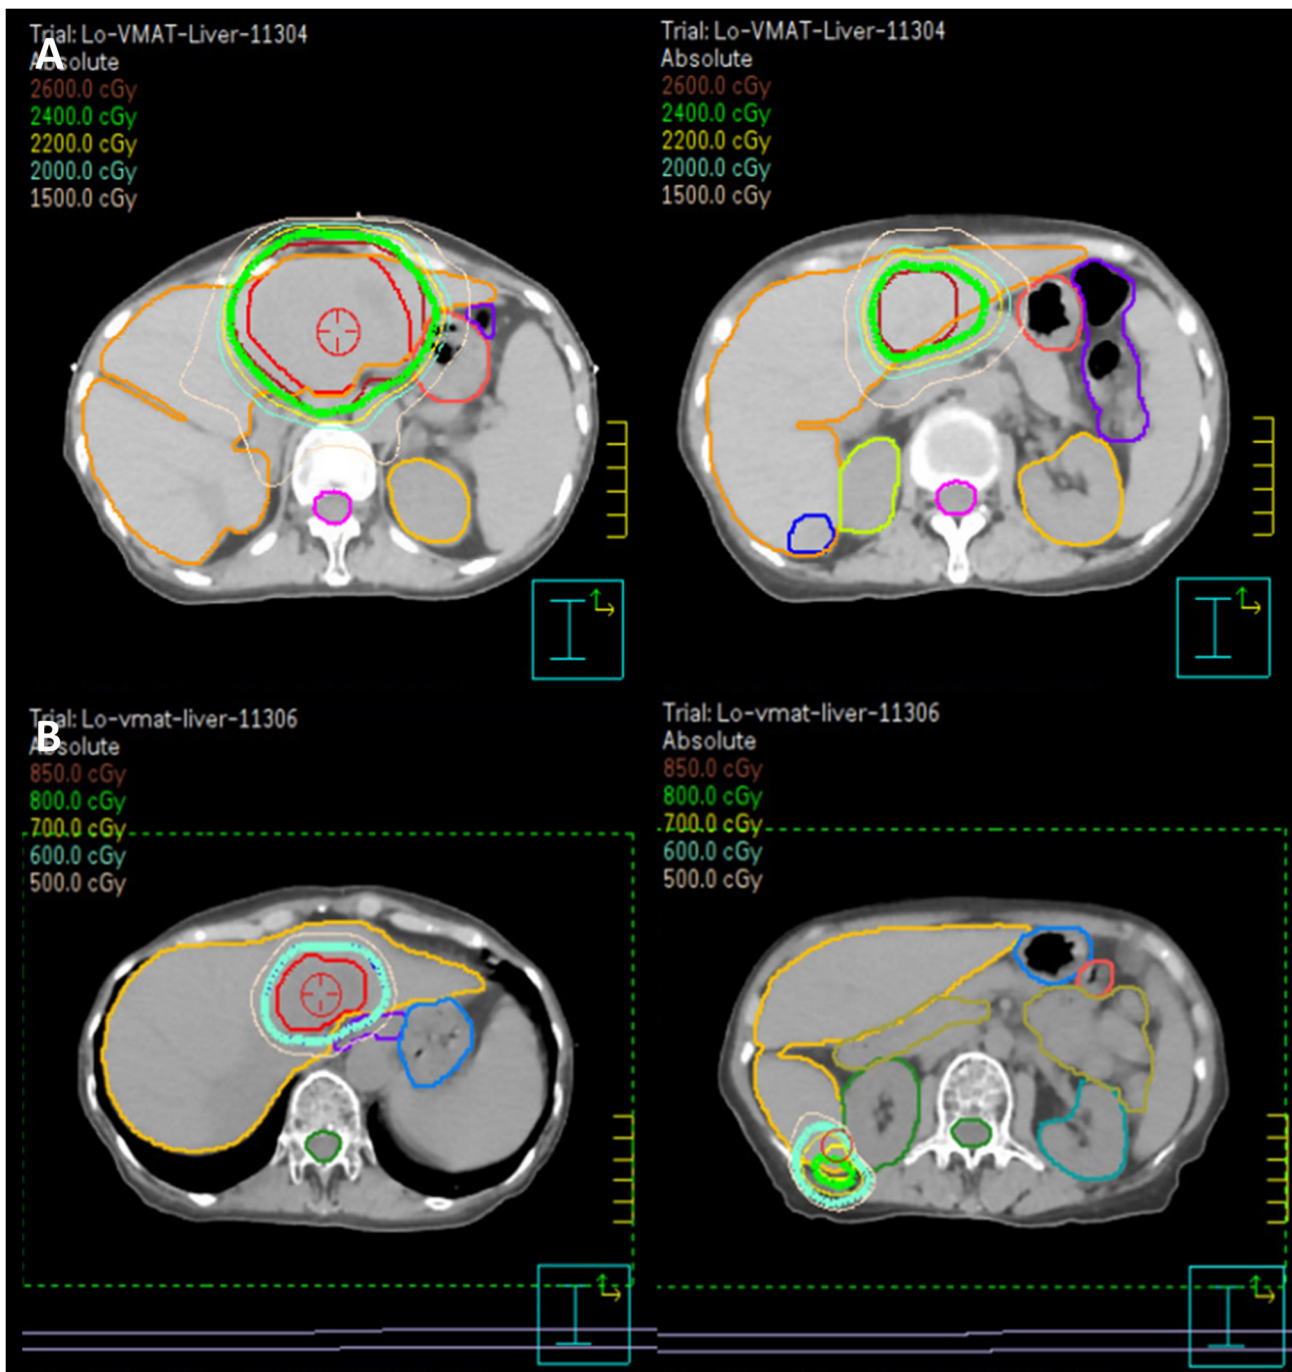 Trial: Lo-VMAT-Liver-11304
A
Absolute
2600.0 cGy
2400.0 cGy
2200.0 cGy
2000.0 cGy
1500.0 cGy
Trial: Lo-VMAT-Liver-11304
Absolute
2600.0 cGy
2400.0 cGy
2200.0 cGy
2000.0 cGy
1500.0 cGy
Trial: Lo-vmat-liver-11306
B
Absolute
850.0 cGy
800.0 cGy
700.0 cGy
600.0 cGy
500.0 cGy
Trial: Lo-vmat-liver-11306
Absolute
850.0 cGy
800.0 cGy
700.0 cGy
600.0 cGy
500.0 cGy